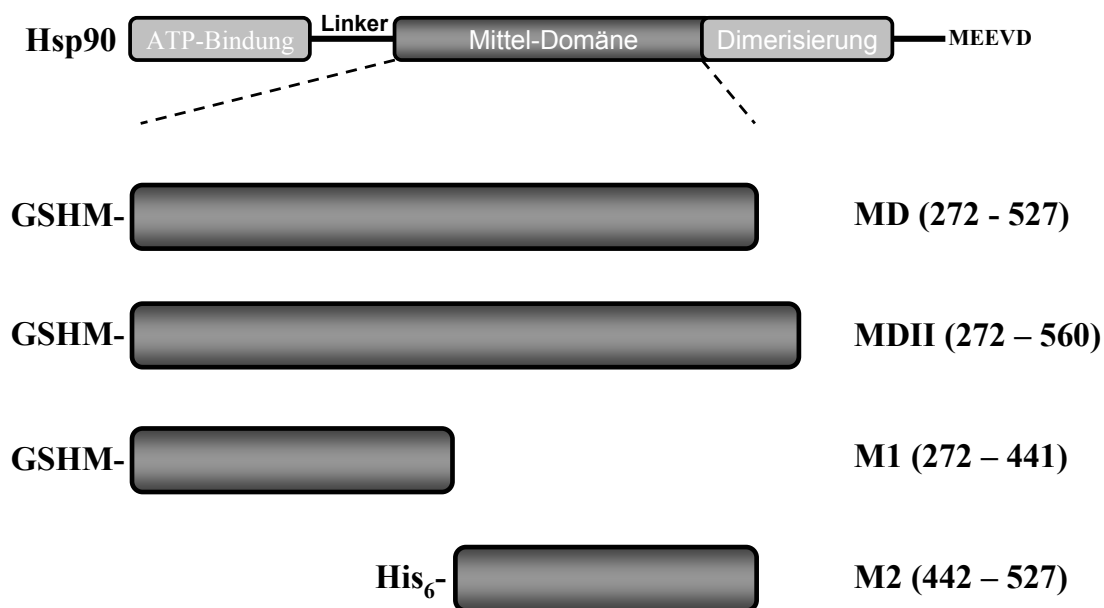 Hsp90 ATP-Bindung Linker Mittel-Domäne Dimerisierung MEEVD
GSHM- MD (272 - 527)
GSHM- MDII (272 – 560)
GSHM- M1 (272 – 441)
His₆- M2 (442 – 527)